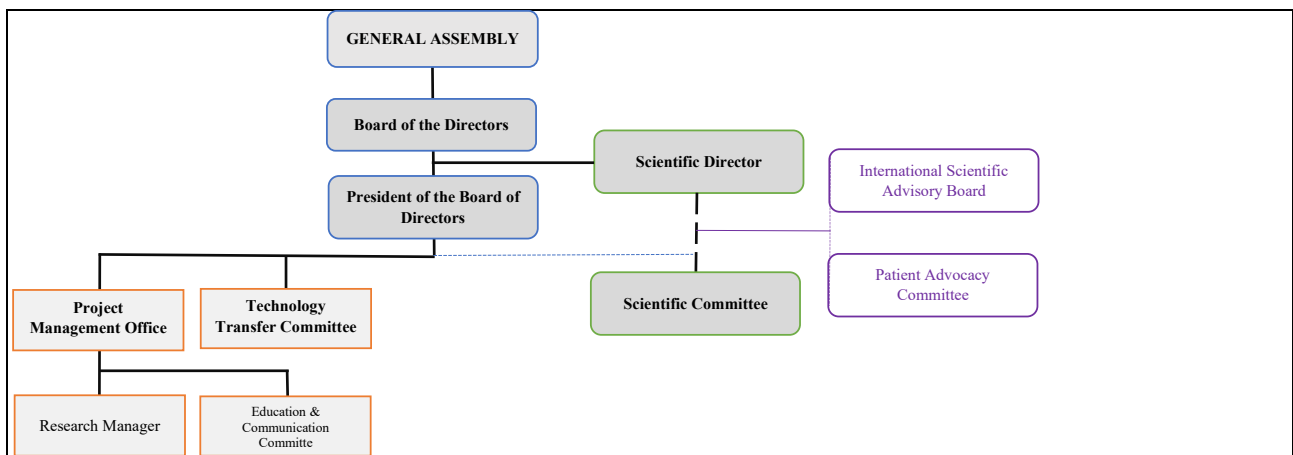 GENERAL ASSEMBLY
Board of the Directors
Scientific Director
International Scientific
Advisory Board
President of the Board of
Directors
Patient Advocacy
Committee
Scientific Committee
Project
Management Office
Technology
Transfer Committee
Research Manager
Education &
Communication
Committe